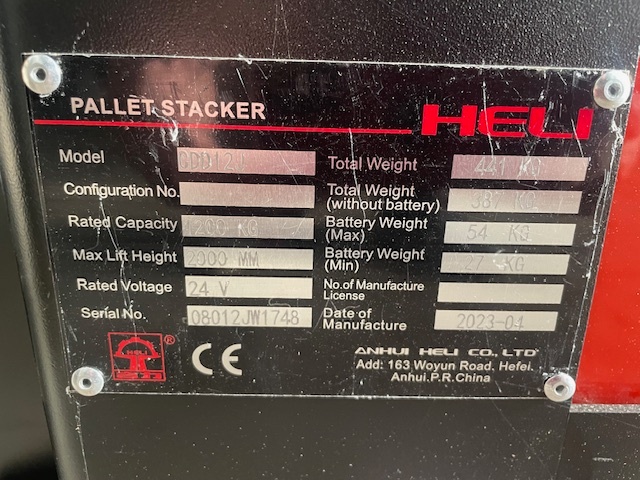 PALLET STACKER HELI
Model CDD12J Total Weight 441 KG
Configuration No. Total Weight (without battery) 387 KG
Rated Capacity 1200 KG Battery Weight (Max) 54 KG
Max Lift Height 2900 MM Battery Weight (Min) 27 KG
Rated Voltage 24 V No.of Manufacture License
Serial No. 08012JW1748 Date of Manufacture 2023-04
HELI ® CE
ANHUI HELI CO., LTD
Add: 163 Woyun Road, Hefei.
Anhui.P.R.China